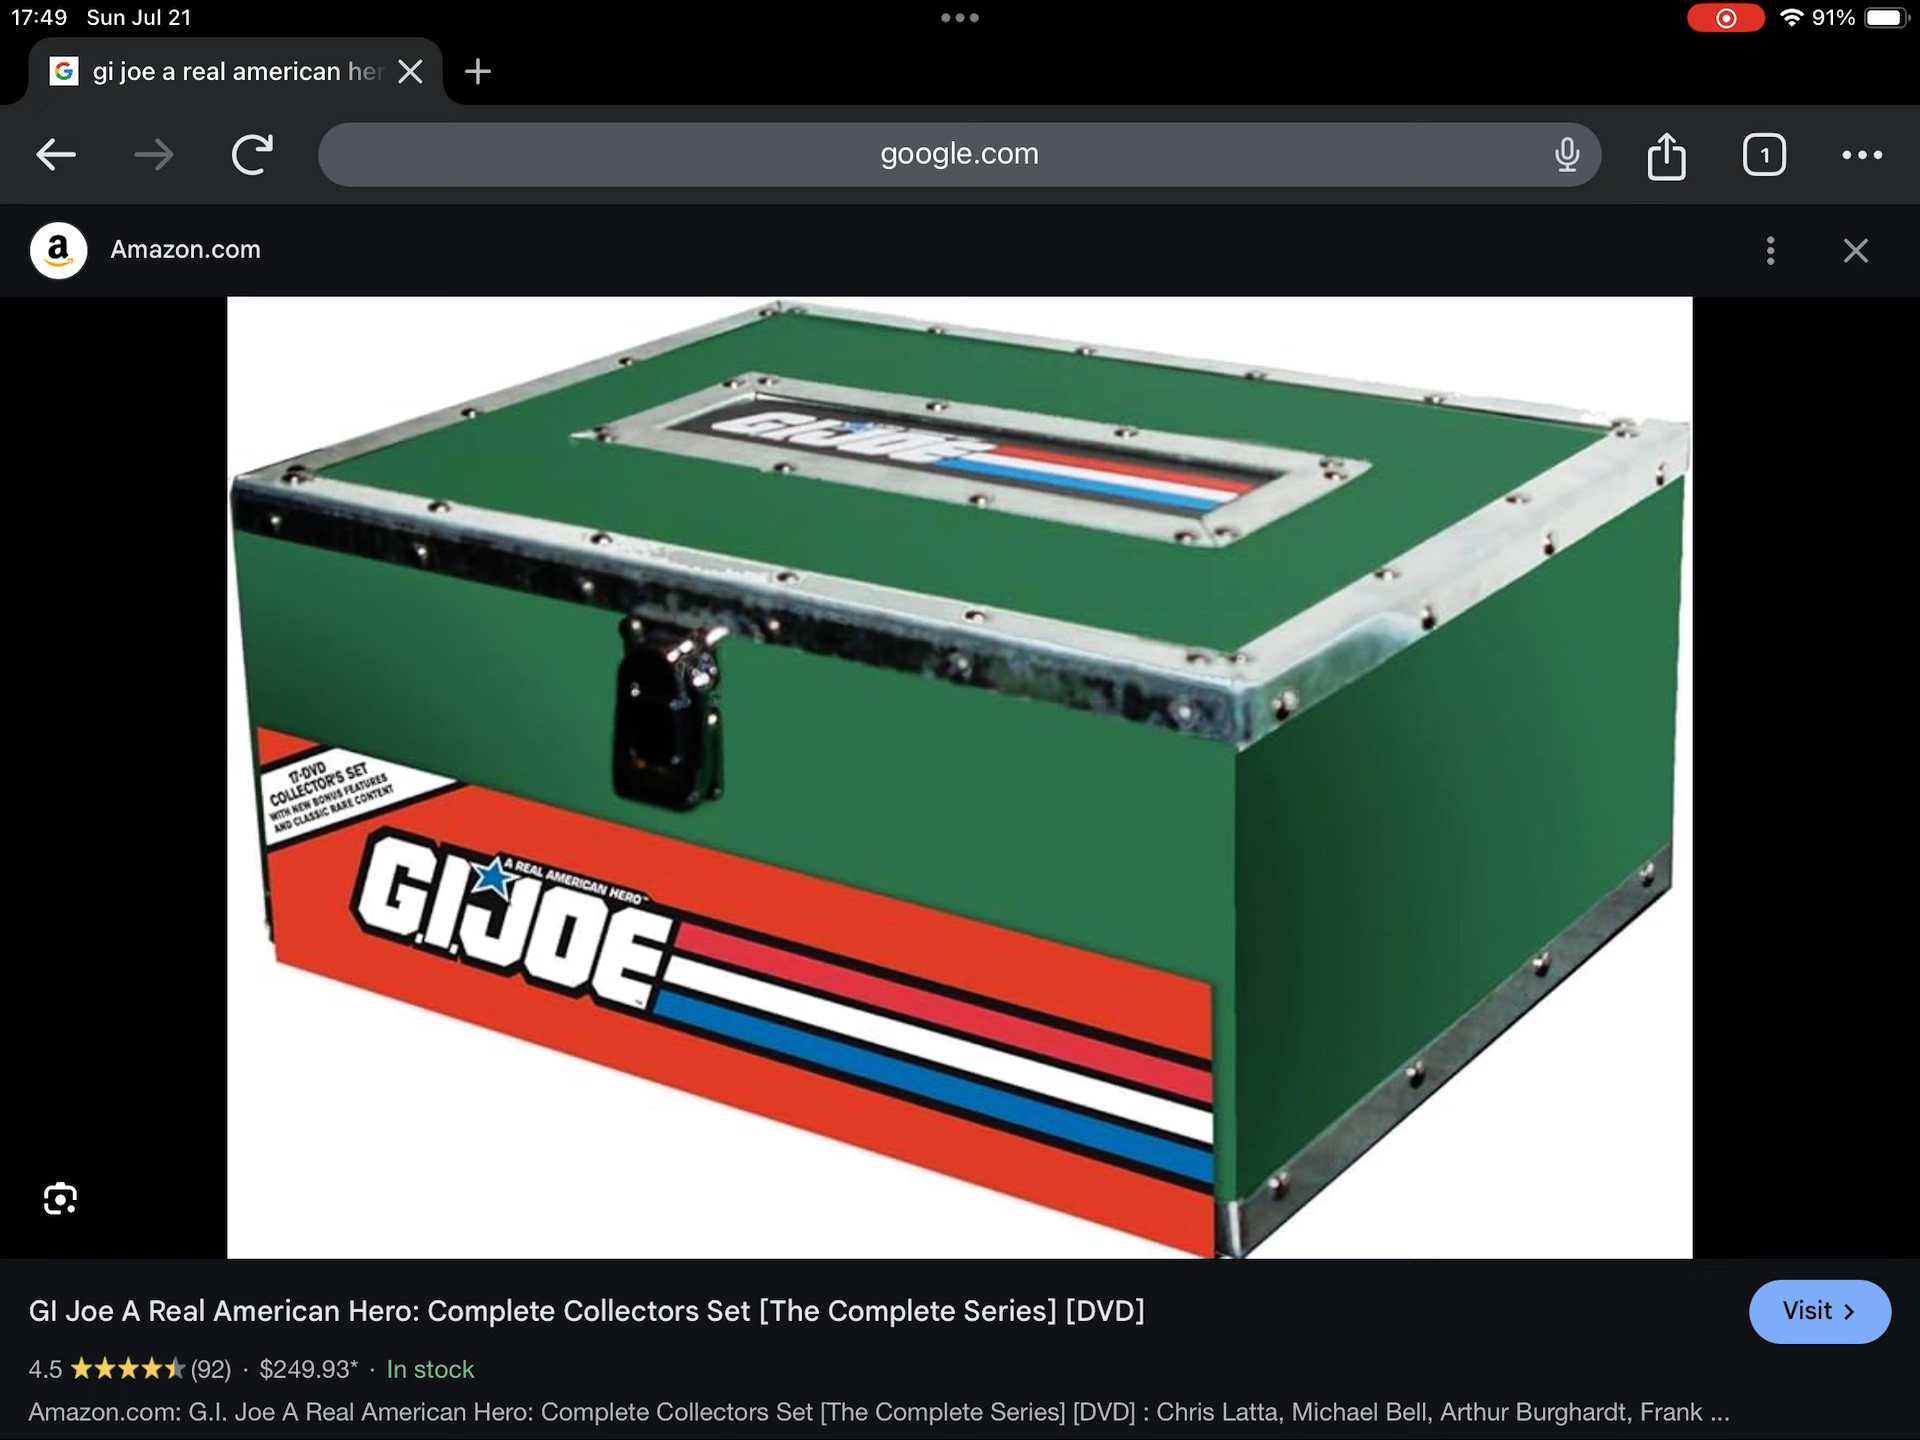 17:49 Sun Jul 21
91%
gi joe a real american her
google.com
1
Amazon.com
G.I.JOE
17-DVD
COLLECTOR'S SET
WITH NEW BONUS FEATURES
AND CLASSIC RARE CONTENT
A REAL AMERICAN HERO™
G.I.JOE™
GI Joe A Real American Hero: Complete Collectors Set [The Complete Series] [DVD]
Visit
4.5 (92) · $249.93* · In stock
Amazon.com: G.I. Joe A Real American Hero: Complete Collectors Set [The Complete Series] [DVD] : Chris Latta, Michael Bell, Arthur Burghardt, Frank ...